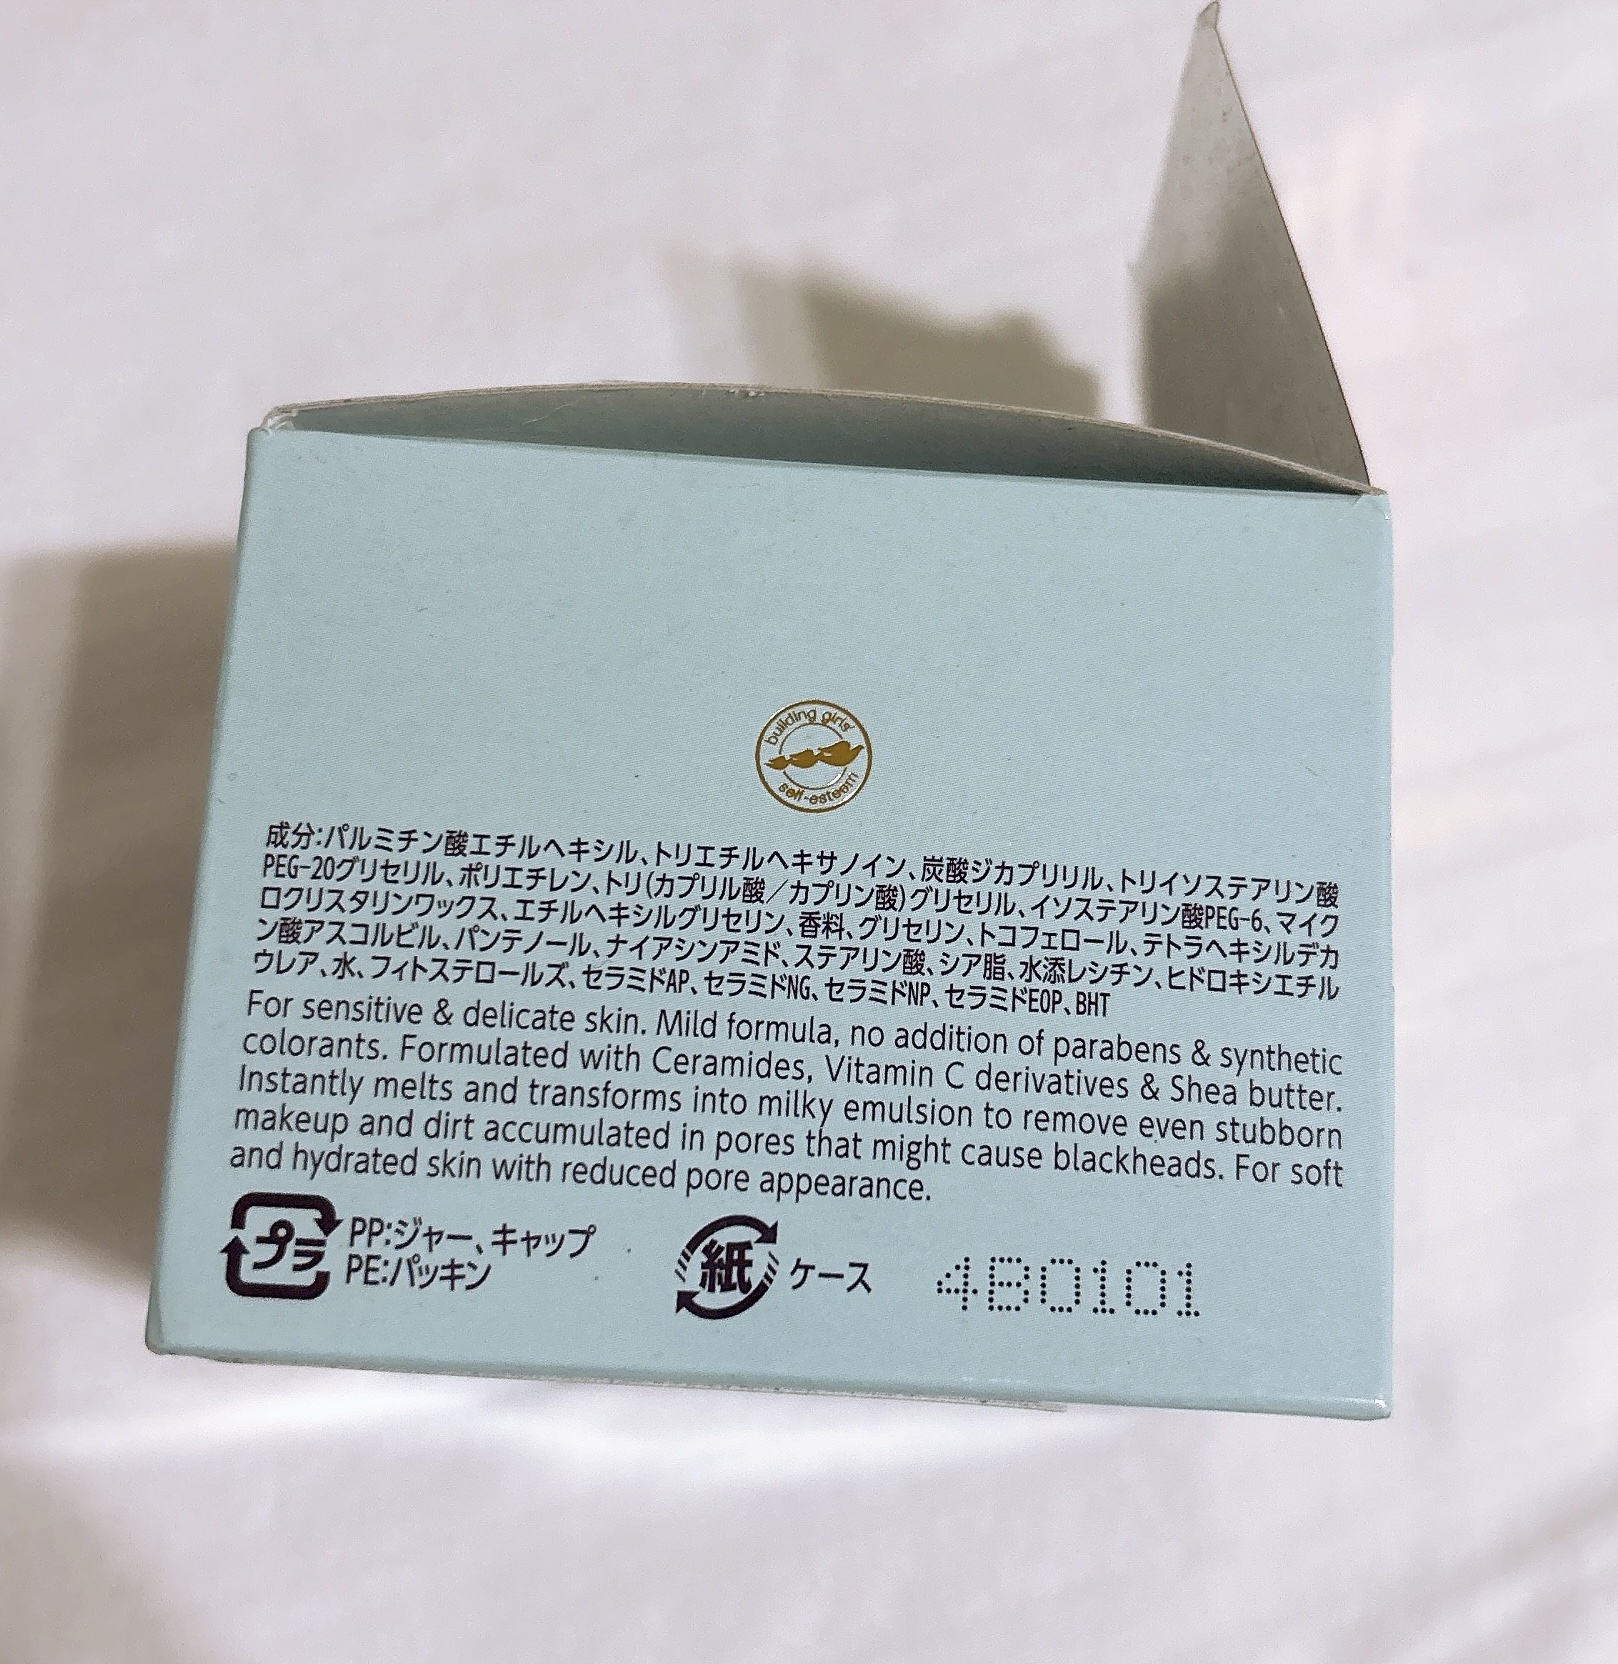 building girls'
self-esteem
成分:パルミチン酸エチルヘキシル、トリエチルヘキサノイン、炭酸ジカプリリル、トリイソステアリン酸
PEG-20グリセリル、ポリエチレン、トリ(カプリル酸/カプリン酸)グリセリル、イソステアリン酸PEG-6、マイク
ロクリスタリンワックス、エチルヘキシルグリセリン、香料、グリセリン、トコフェロール、テトラヘキシルデカ
ン酸アスコルビル、パンテノール、ナイアシンアミド、ステアリン酸、シア脂、水添レシチン、ヒドロキシエチル
ウレア、水、フィトステロールズ、セラミドAP、セラミドNG、セラミドNP、セラミドEOP、BHT
For sensitive & delicate skin. Mild formula, no addition of parabens & synthetic
colorants. Formulated with Ceramides, Vitamin C derivatives & Shea butter.
Instantly melts and transforms into milky emulsion to remove even stubborn
makeup and dirt accumulated in pores that might cause blackheads. For soft
and hydrated skin with reduced pore appearance.
プラ PP:ジャー、キャップ
PE:パッキン
紙 ケース
4B0101